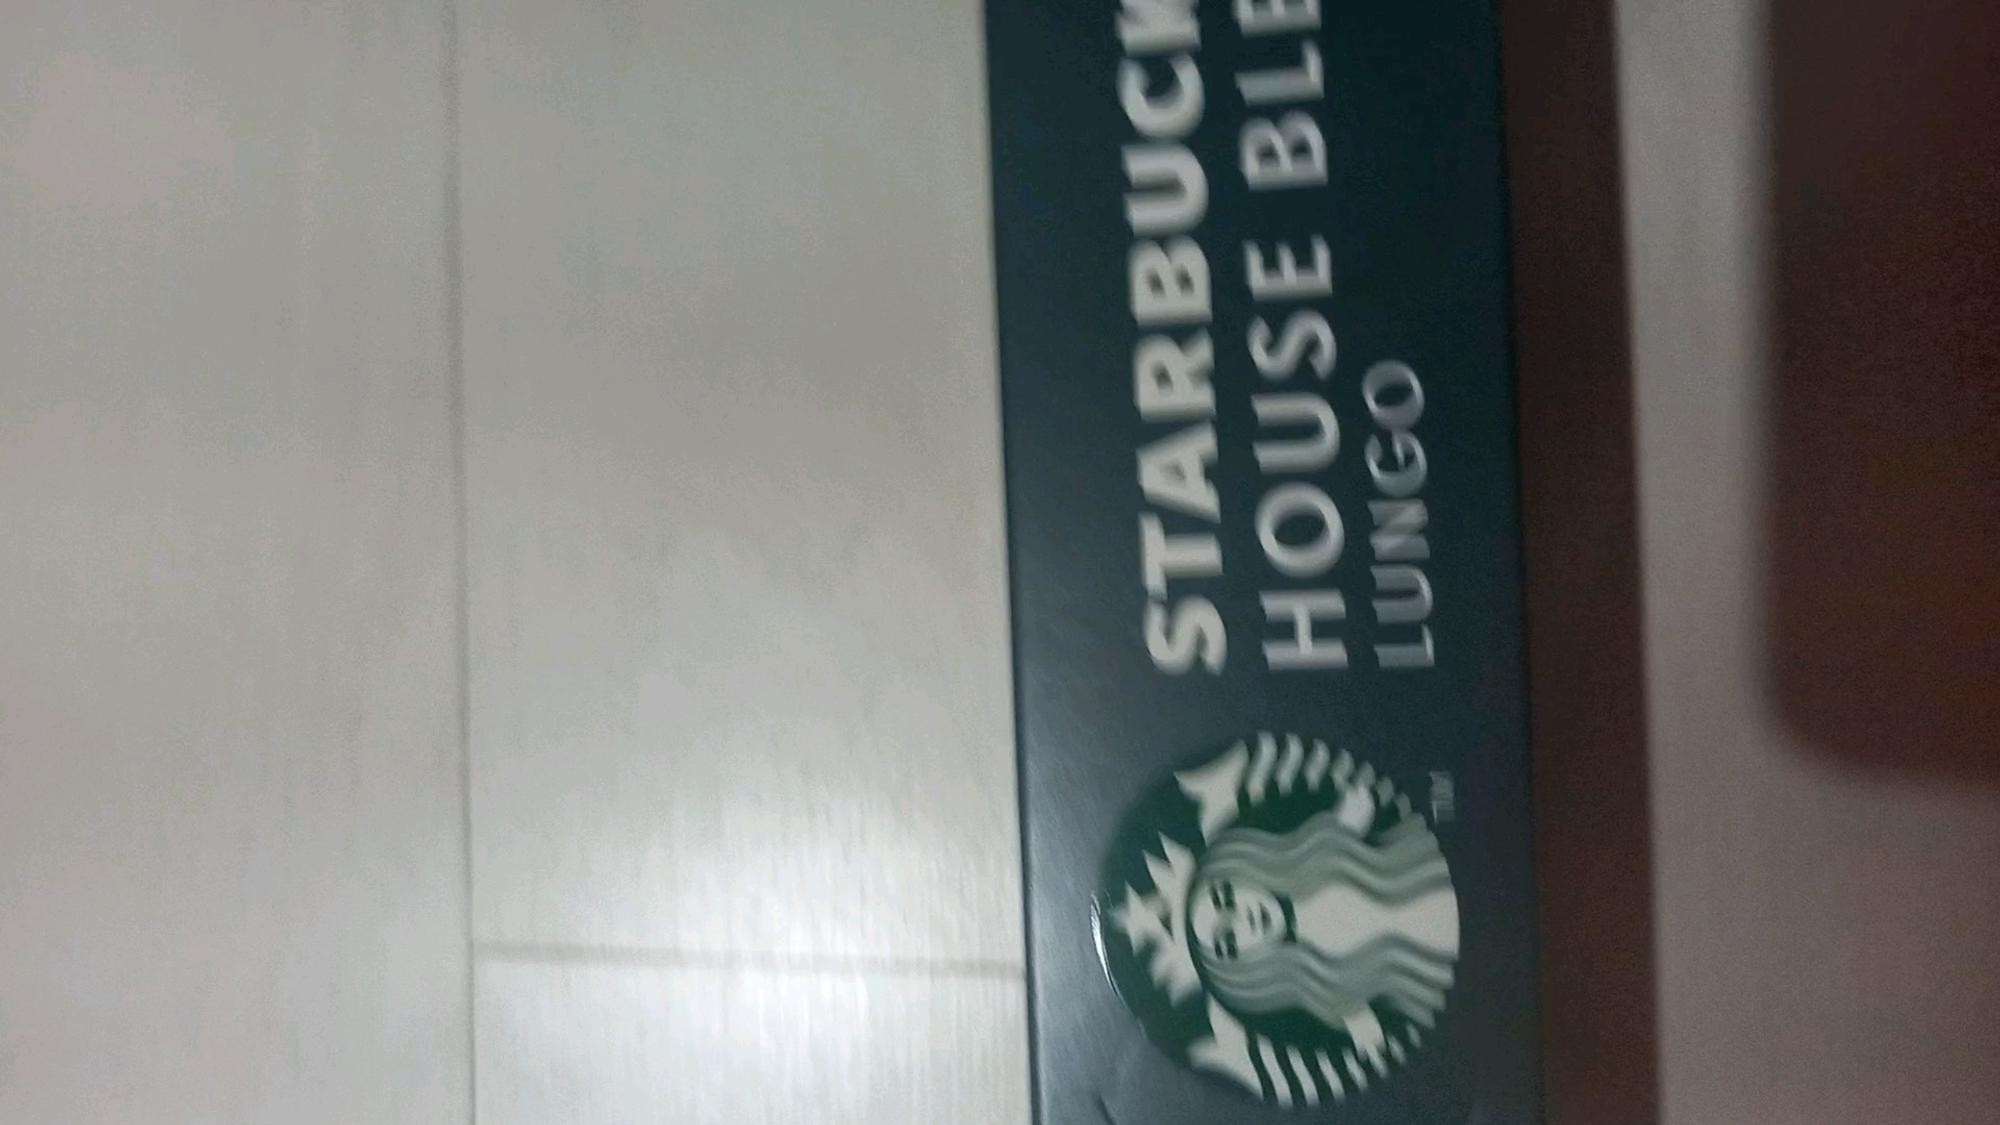 STARBUCK
HOUSE BLE
LUNGO
TM